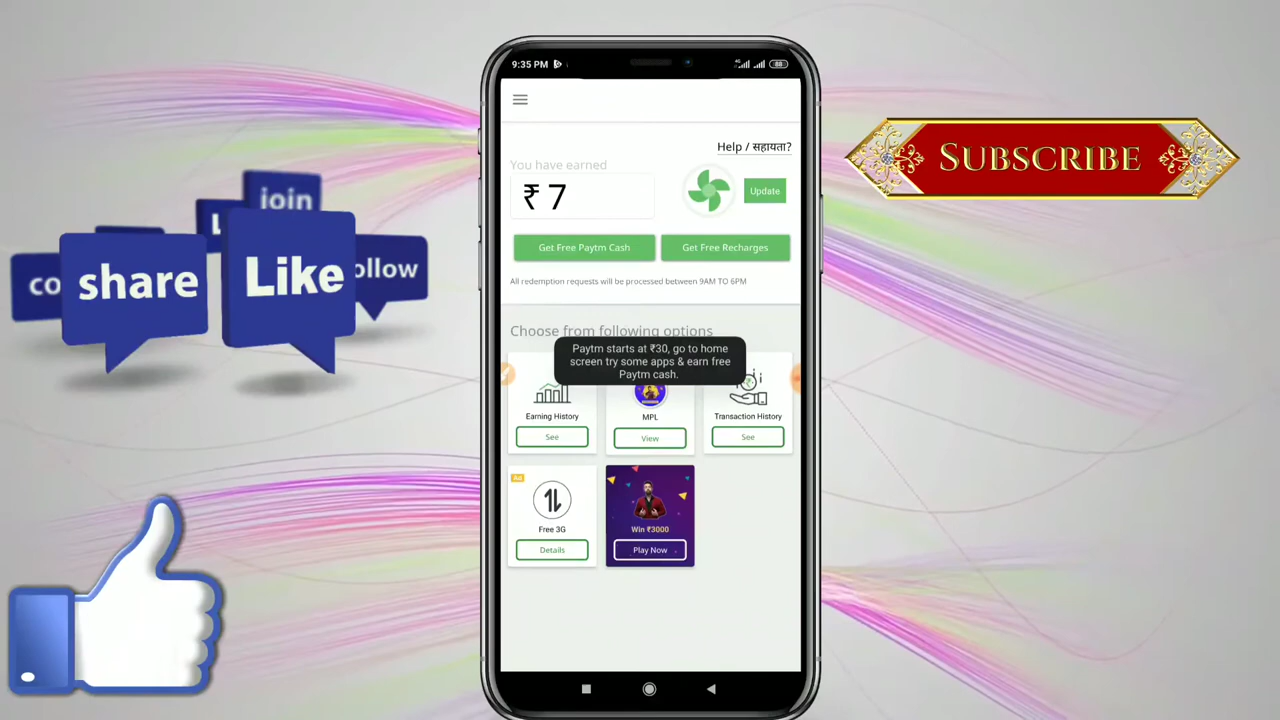 join
co
share
Like
ollow
9:35 PM
4G
88
Help / सहायता?
You have earned
₹ 7
Update
Get Free Paytm Cash
Get Free Recharges
All redemption requests will be processed between 9AM TO 6PM
Choose from following options
Paytm starts at ₹30, go to home
screen try some apps & earn free
Paytm cash.
Earning History
MPL
Transaction History
See
View
See
Ad
Free 3G
Win ₹3000
Details
Play Now
SUBSCRIBE